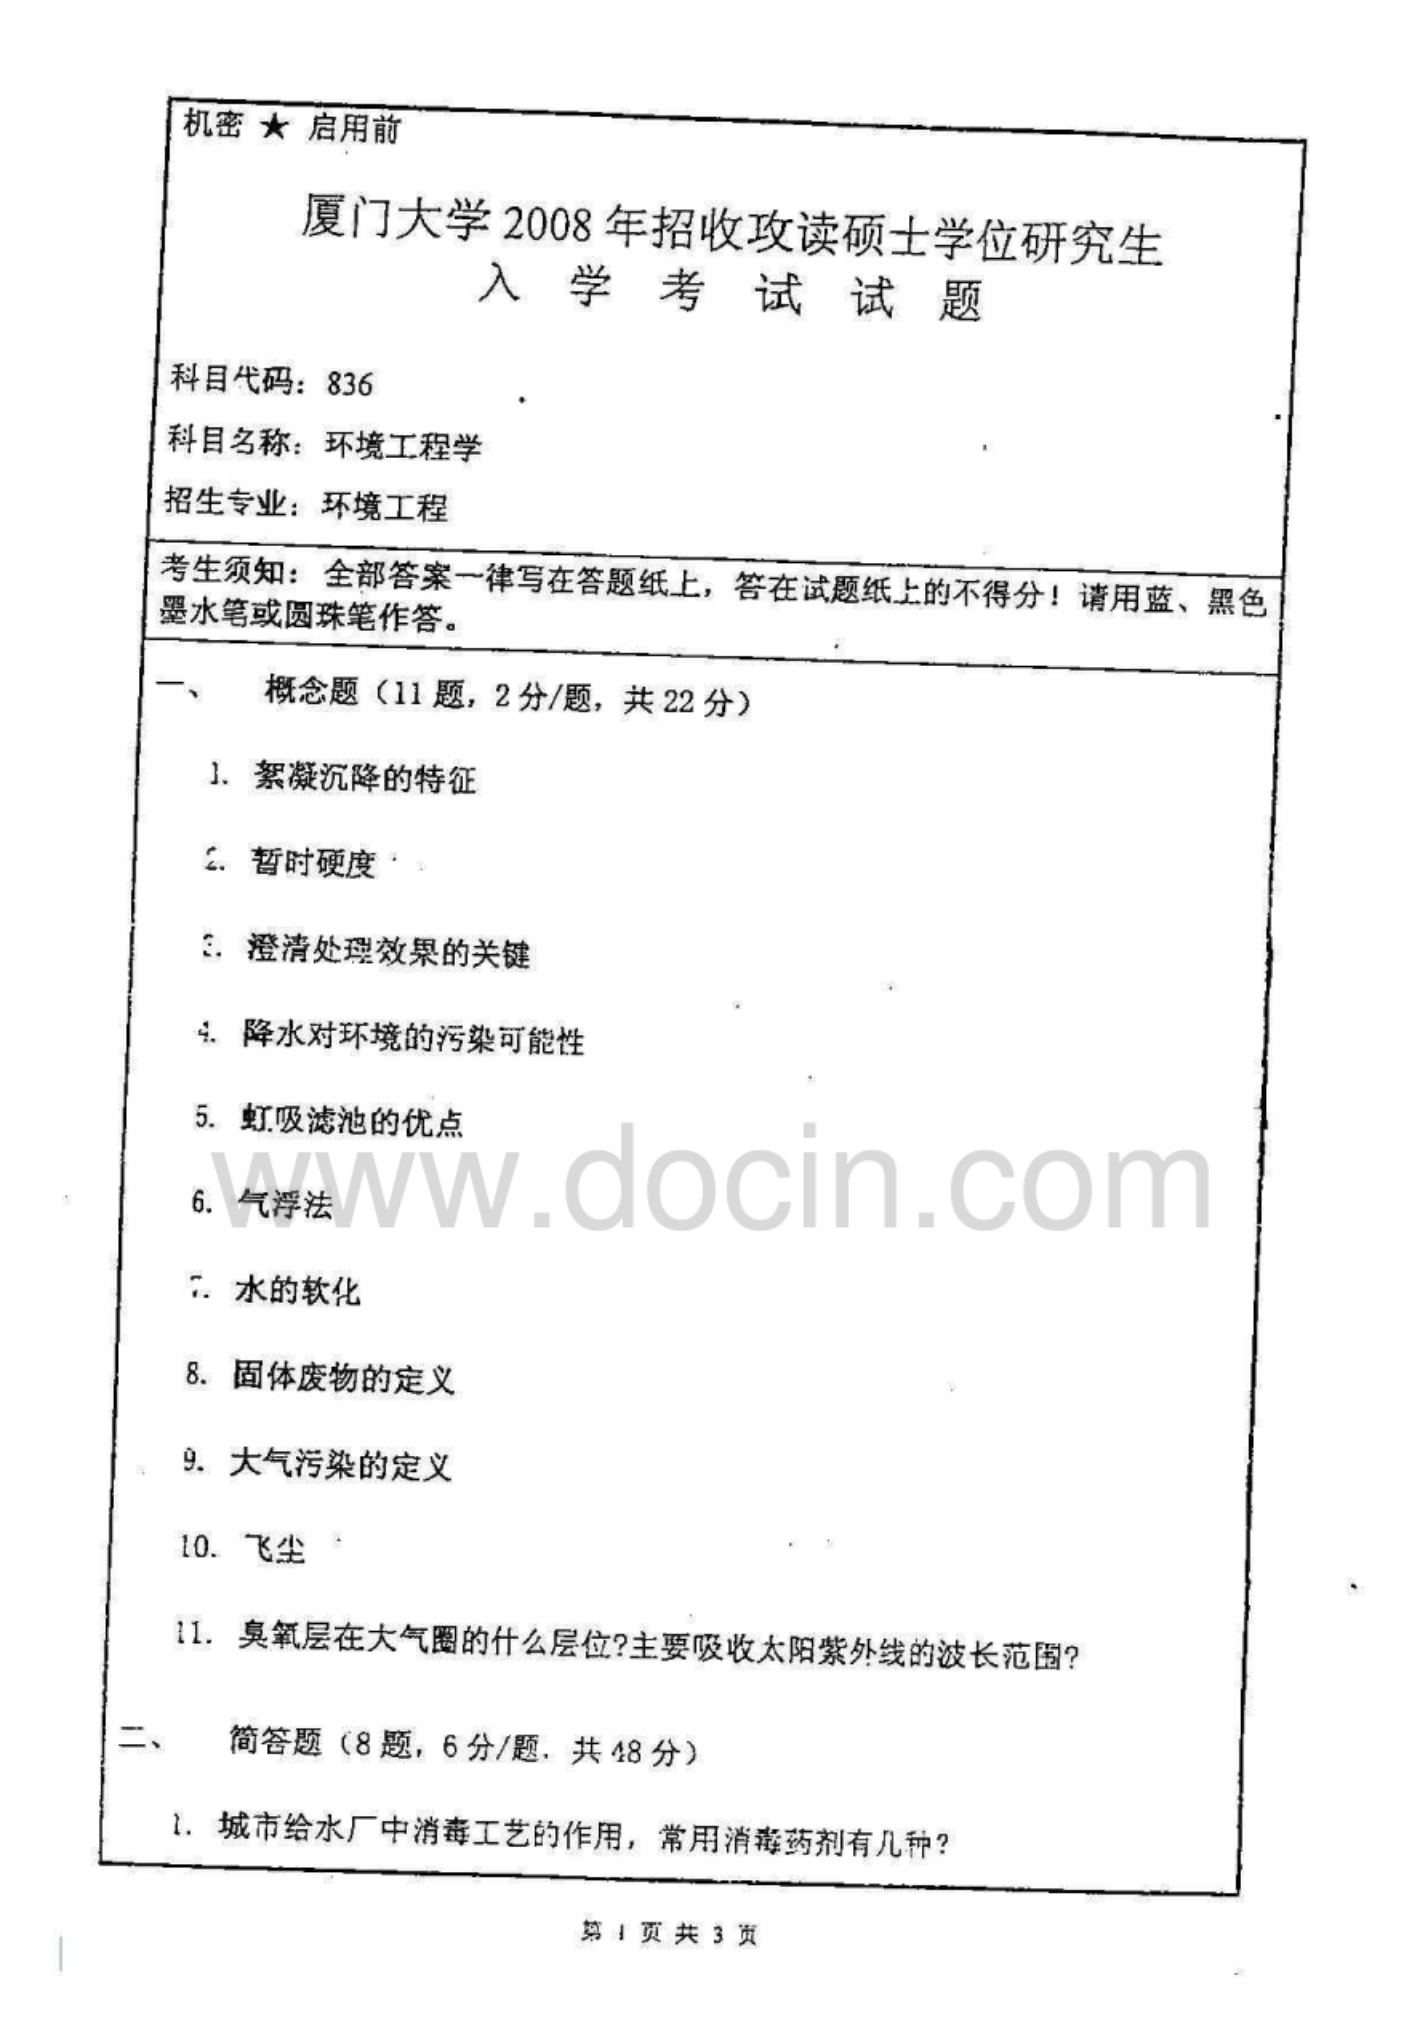 机密 ★ 启用前
厦门大学 2008 年招收攻读硕士学位研究生
入 学 考 试 试 题
科目代码：836
科目名称：环境工程学
招生专业：环境工程
考生须知：全部答案一律写在答题纸上，答在试题纸上的不得分！请用蓝、黑色
墨水笔或圆珠笔作答。
一、 概念题（11 题，2 分/题，共 22 分）
1. 絮凝沉降的特征
2. 暂时硬度
3. 澄清处理效果的关键
4. 降水对环境的污染可能性
5. 虹吸滤池的优点
www.docin.com
6. 气浮法
7. 水的软化
8. 固体废物的定义
9. 大气污染的定义
10. 飞尘
11. 臭氧层在大气圈的什么层位?主要吸收太阳紫外线的波长范围?
二、 简答题（8 题，6 分/题，共 48 分）
1. 城市给水厂中消毒工艺的作用，常用消毒药剂有几种?
第 1 页 共 3 页